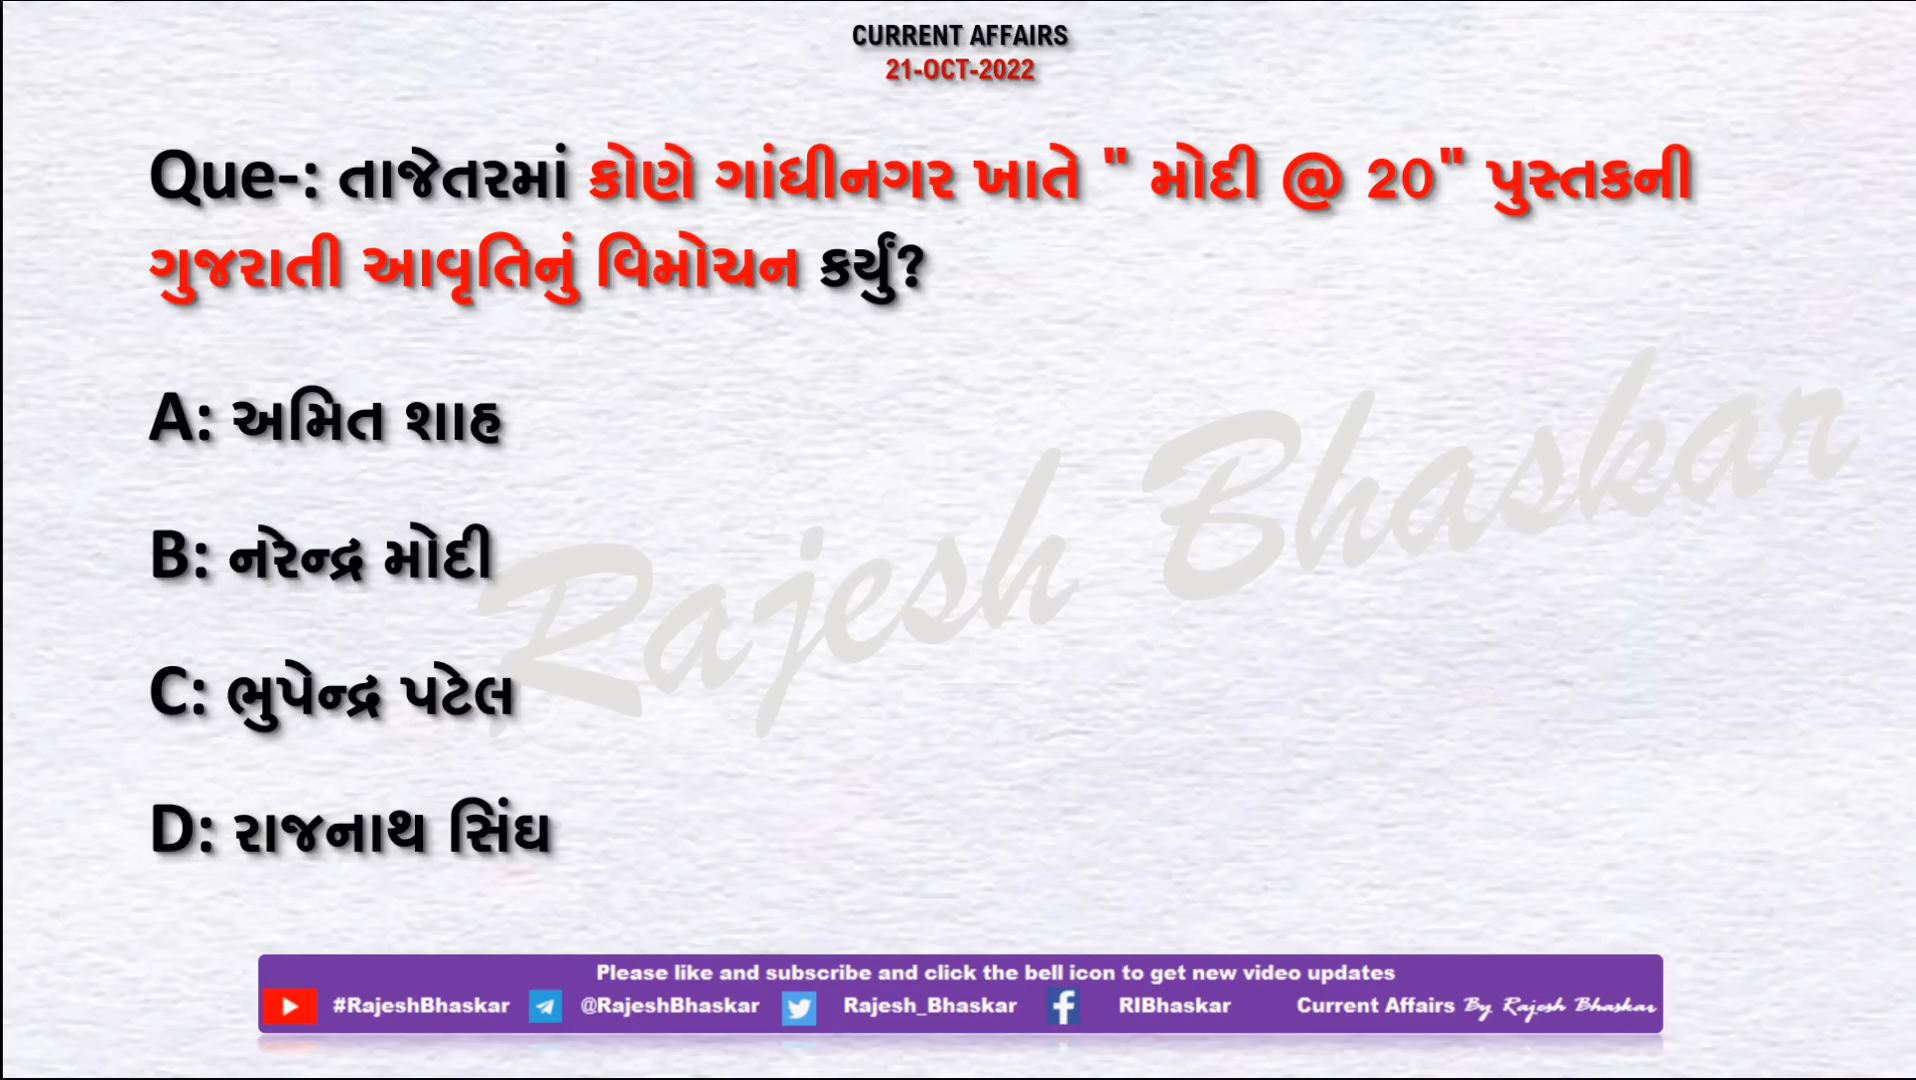 CURRENT AFFAIRS
21-OCT-2022
Que-: તાજેતરમાં કોણે ગાંધીનગર ખાતે " મોદી @ 20" પુસ્તકની
ગુજરાતી આવૃતિનું વિમોચન કર્યું?
A: અમિત શાહ
B: નરેન્દ્ર મોદી
C: ભુપેન્દ્ર પટેલ
D: રાજનાથ સિંઘ
Rajesh Bhaskar
Please like and subscribe and click the bell icon to get new video updates
#RajeshBhaskar @RajeshBhaskar Rajesh_Bhaskar RIBhaskar Current Affairs By Rajesh Bhaskar